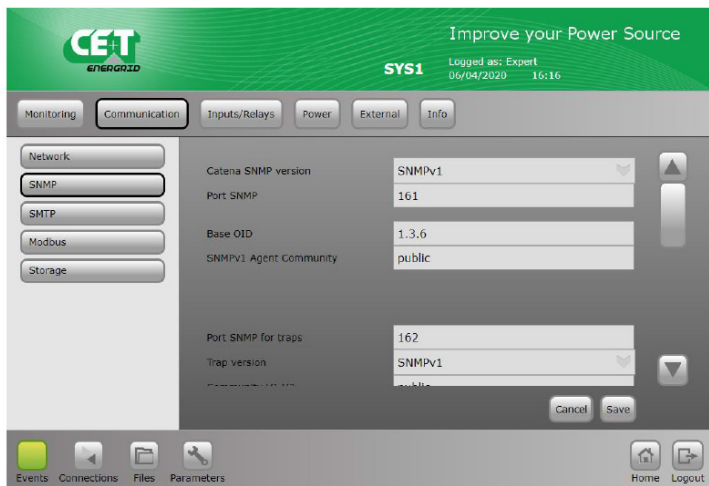 CE+T
ENERGRID
Improve your Power Source
SYS1
Logged as: Expert
06/04/2020 16:16
Monitoring
Communication
Inputs/Relays
Power
External
Info
Network
SNMP
SMTP
Modbus
Storage
Catena SNMP version
SNMPv1
Port SNMP
161
Base OID
1.3.6
SNMPv1 Agent Community
public
Port SNMP for traps
162
Trap version
SNMPv1
Cancel
Save
Events
Connections
Files
Parameters
Home
Logout